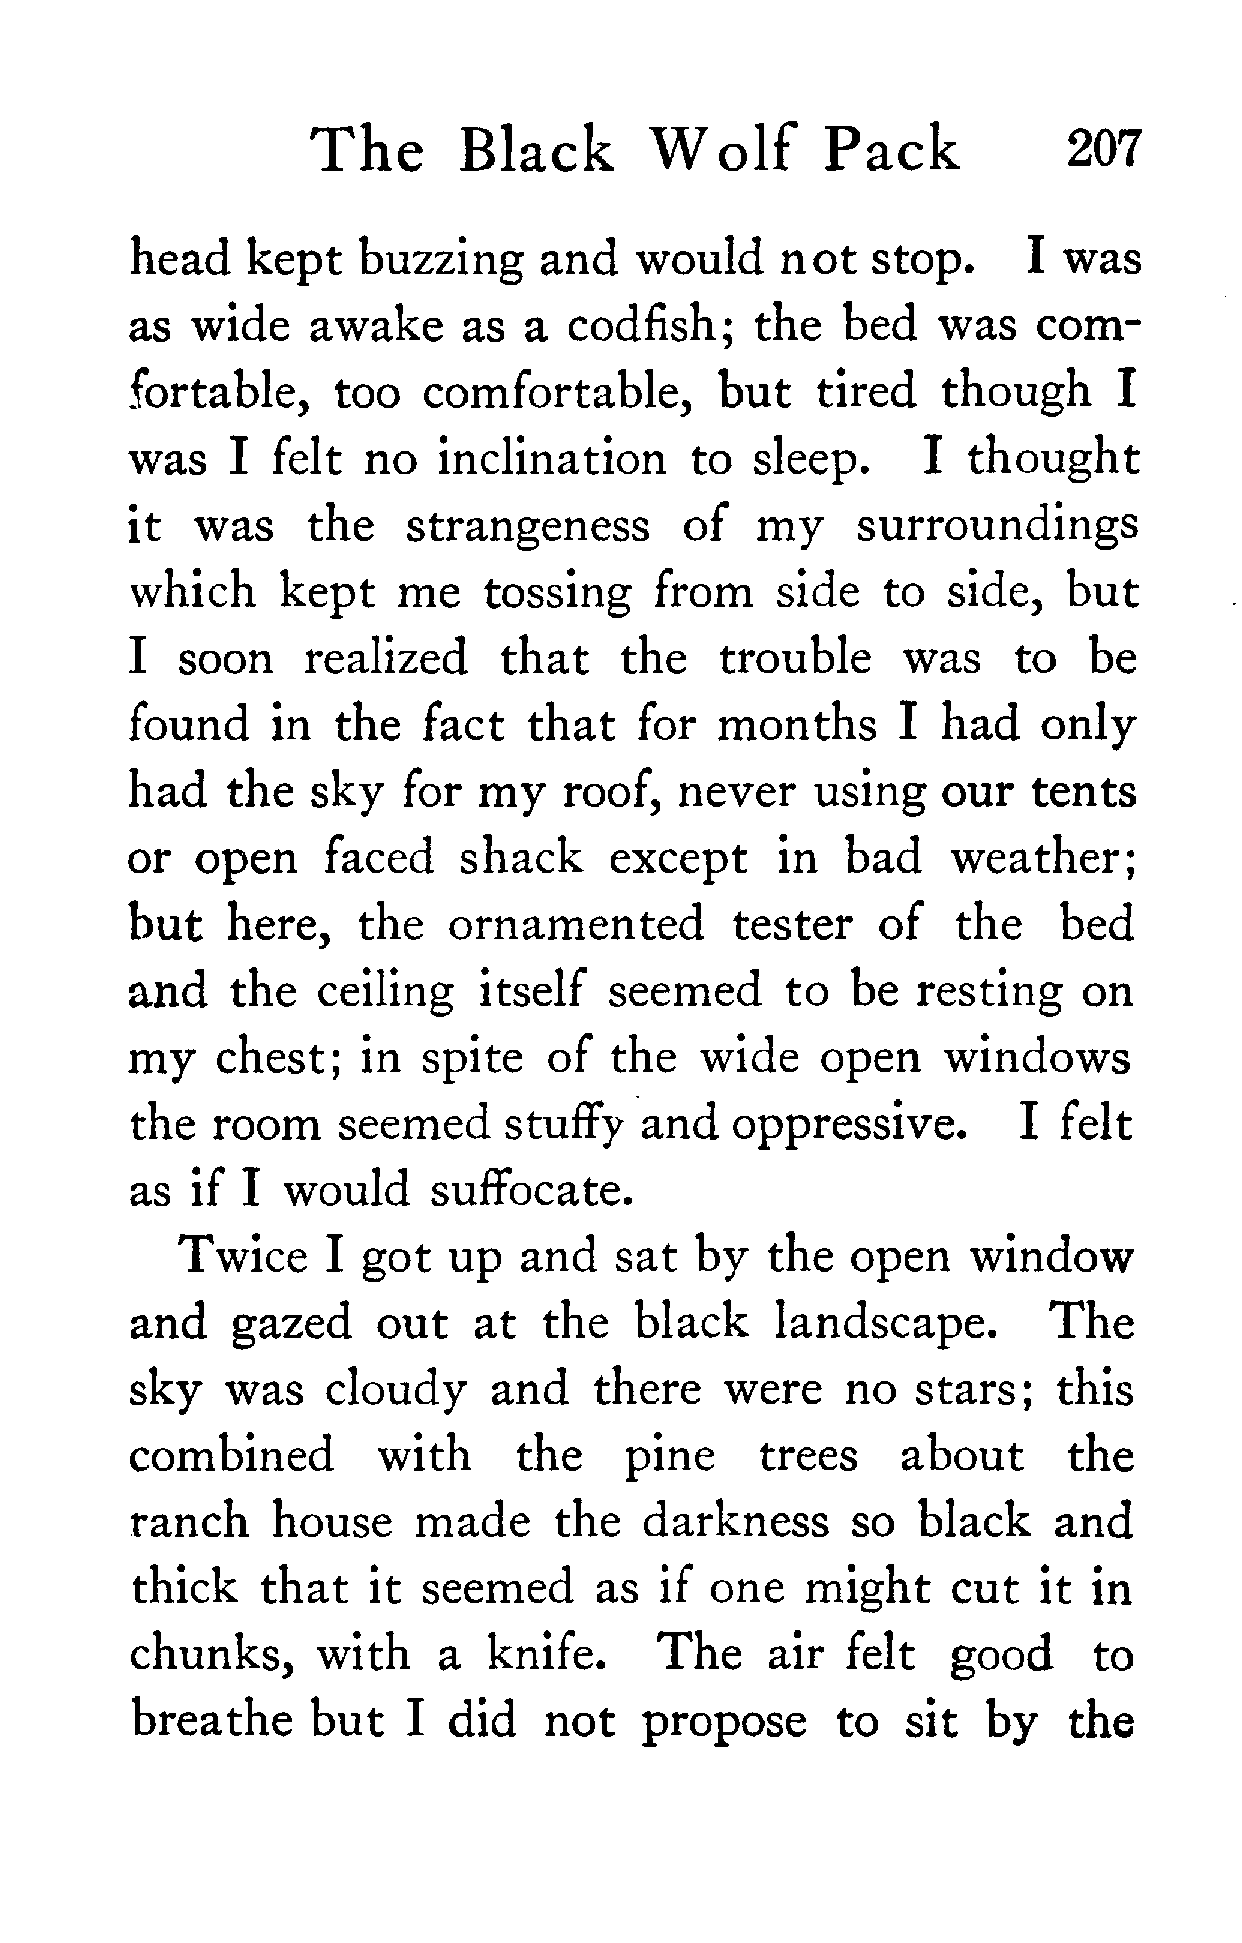 The Black Wolf Pack 207
head kept buzzing and would not stop. I was
as wide awake as a codfish; the bed was com-
fortable, too comfortable, but tired though I
was I felt no inclination to sleep. I thought
it was the strangeness of my surroundings
which kept me tossing from side to side, but
I soon realized that the trouble was to be
found in the fact that for months I had only
had the sky for my roof, never using our tents
or open faced shack except in bad weather;
but here, the ornamented tester of the bed
and the ceiling itself seemed to be resting on
my chest; in spite of the wide open windows
the room seemed stuffy and oppressive. I felt
as if I would suffocate.
Twice I got up and sat by the open window
and gazed out at the black landscape. The
sky was cloudy and there were no stars; this
combined with the pine trees about the
ranch house made the darkness so black and
thick that it seemed as if one might cut it in
chunks, with a knife. The air felt good to
breathe but I did not propose to sit by the